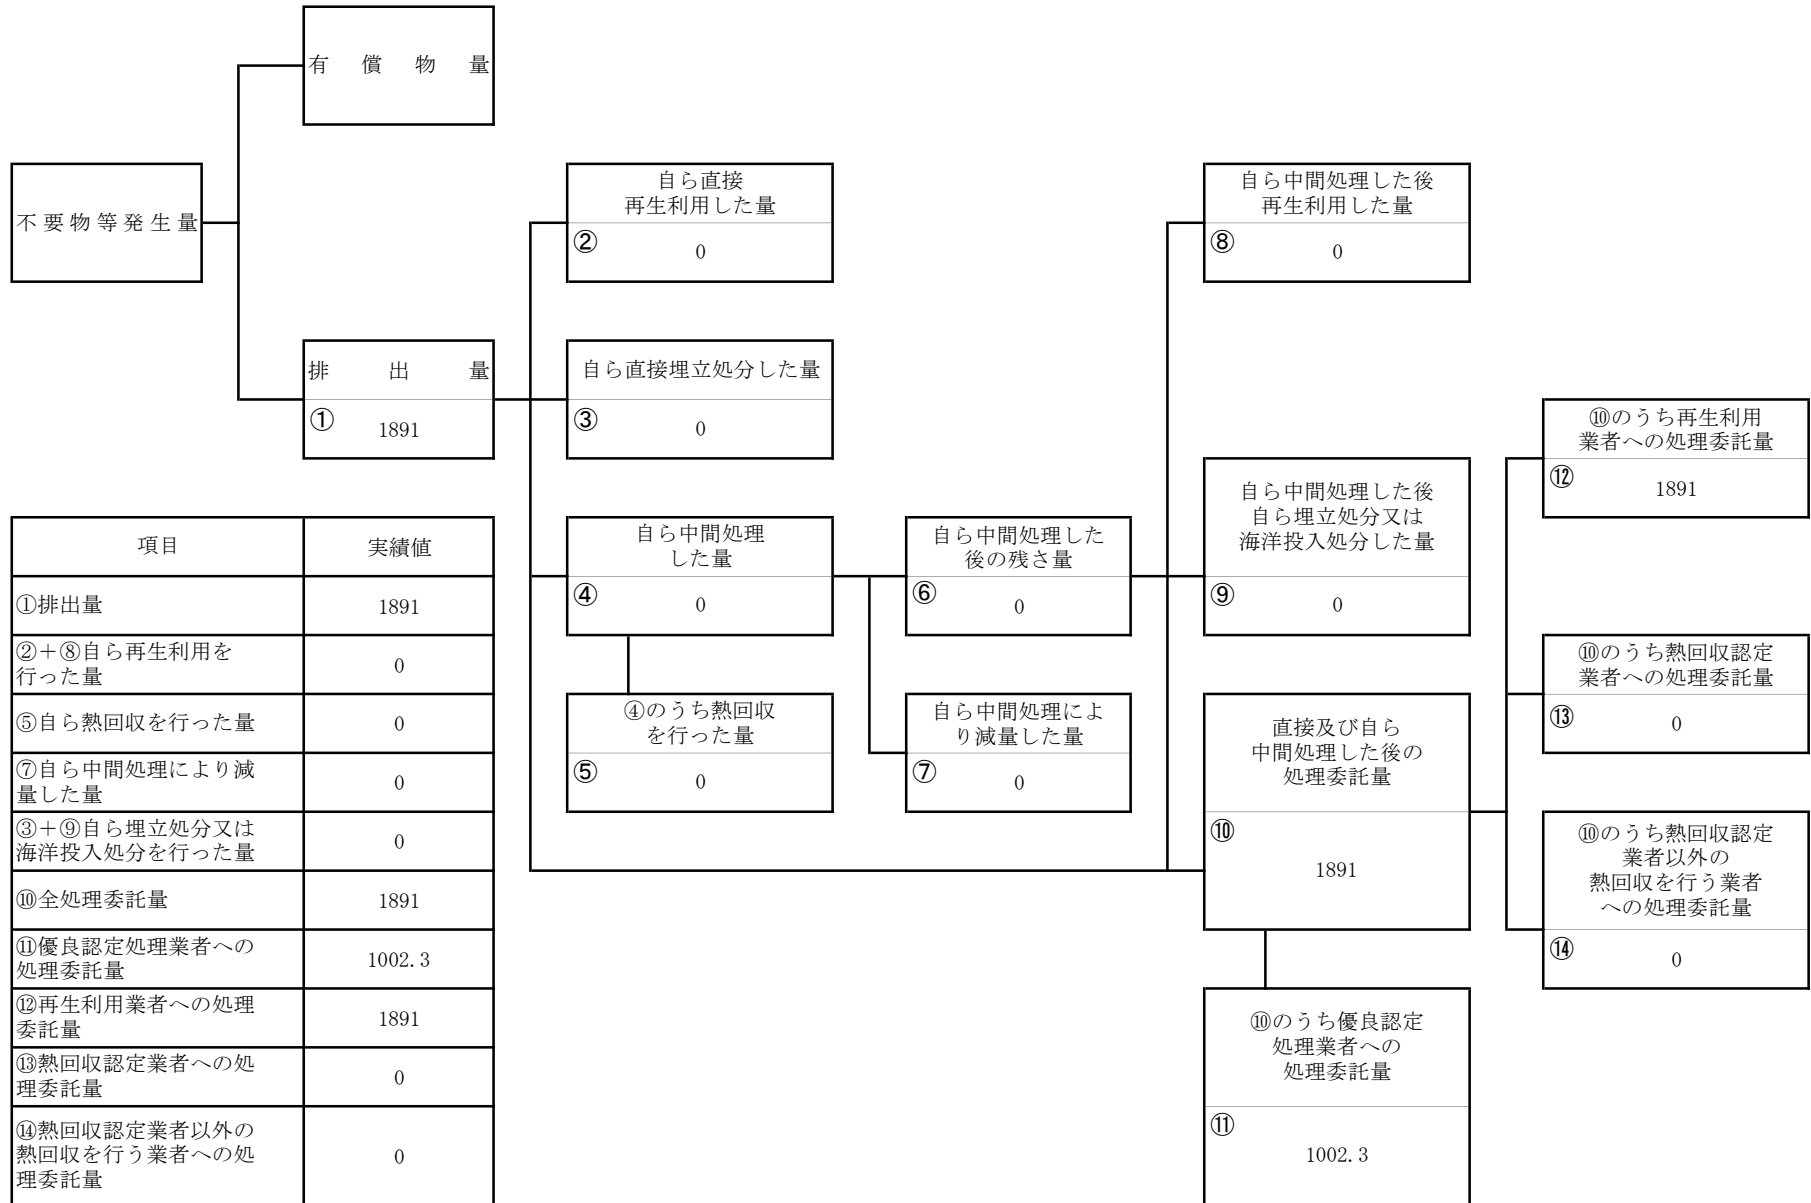 有償物量
不要物等発生量
排出量
①
1891
自ら直接
再生利用した量
②
0
自ら直接埋立処分した量
③
0
自ら中間処理
した量
④
0
④のうち熱回収
を行った量
⑤
0
自ら中間処理した
後の残さ量
⑥
0
自ら中間処理によ
り減量した量
⑦
0
自ら中間処理した後
再生利用した量
⑧
0
自ら中間処理した後
自ら埋立処分又は
海洋投入処分した量
⑨
0
直接及び自ら
中間処理した後の
処理委託量
⑩
1891
⑩のうち優良認定
処理業者への
処理委託量
⑪
1002.3
⑩のうち再生利用
業者への処理委託量
⑫
1891
⑩のうち熱回収認定
業者への処理委託量
⑬
0
⑩のうち熱回収認定
業者以外の
熱回収を行う業者
への処理委託量
⑭
0
項目 実績値
①排出量 1891
②＋⑧自ら再生利用を
行った量 0
⑤自ら熱回収を行った量 0
⑦自ら中間処理により減
量した量 0
③＋⑨自ら埋立処分又は
海洋投入処分を行った量 0
⑩全処理委託量 1891
⑪優良認定処理業者への
処理委託量 1002.3
⑫再生利用業者への処理
委託量 1891
⑬熱回収認定業者への処
理委託量 0
⑭熱回収認定業者以外の
熱回収を行う業者への処
理委託量 0